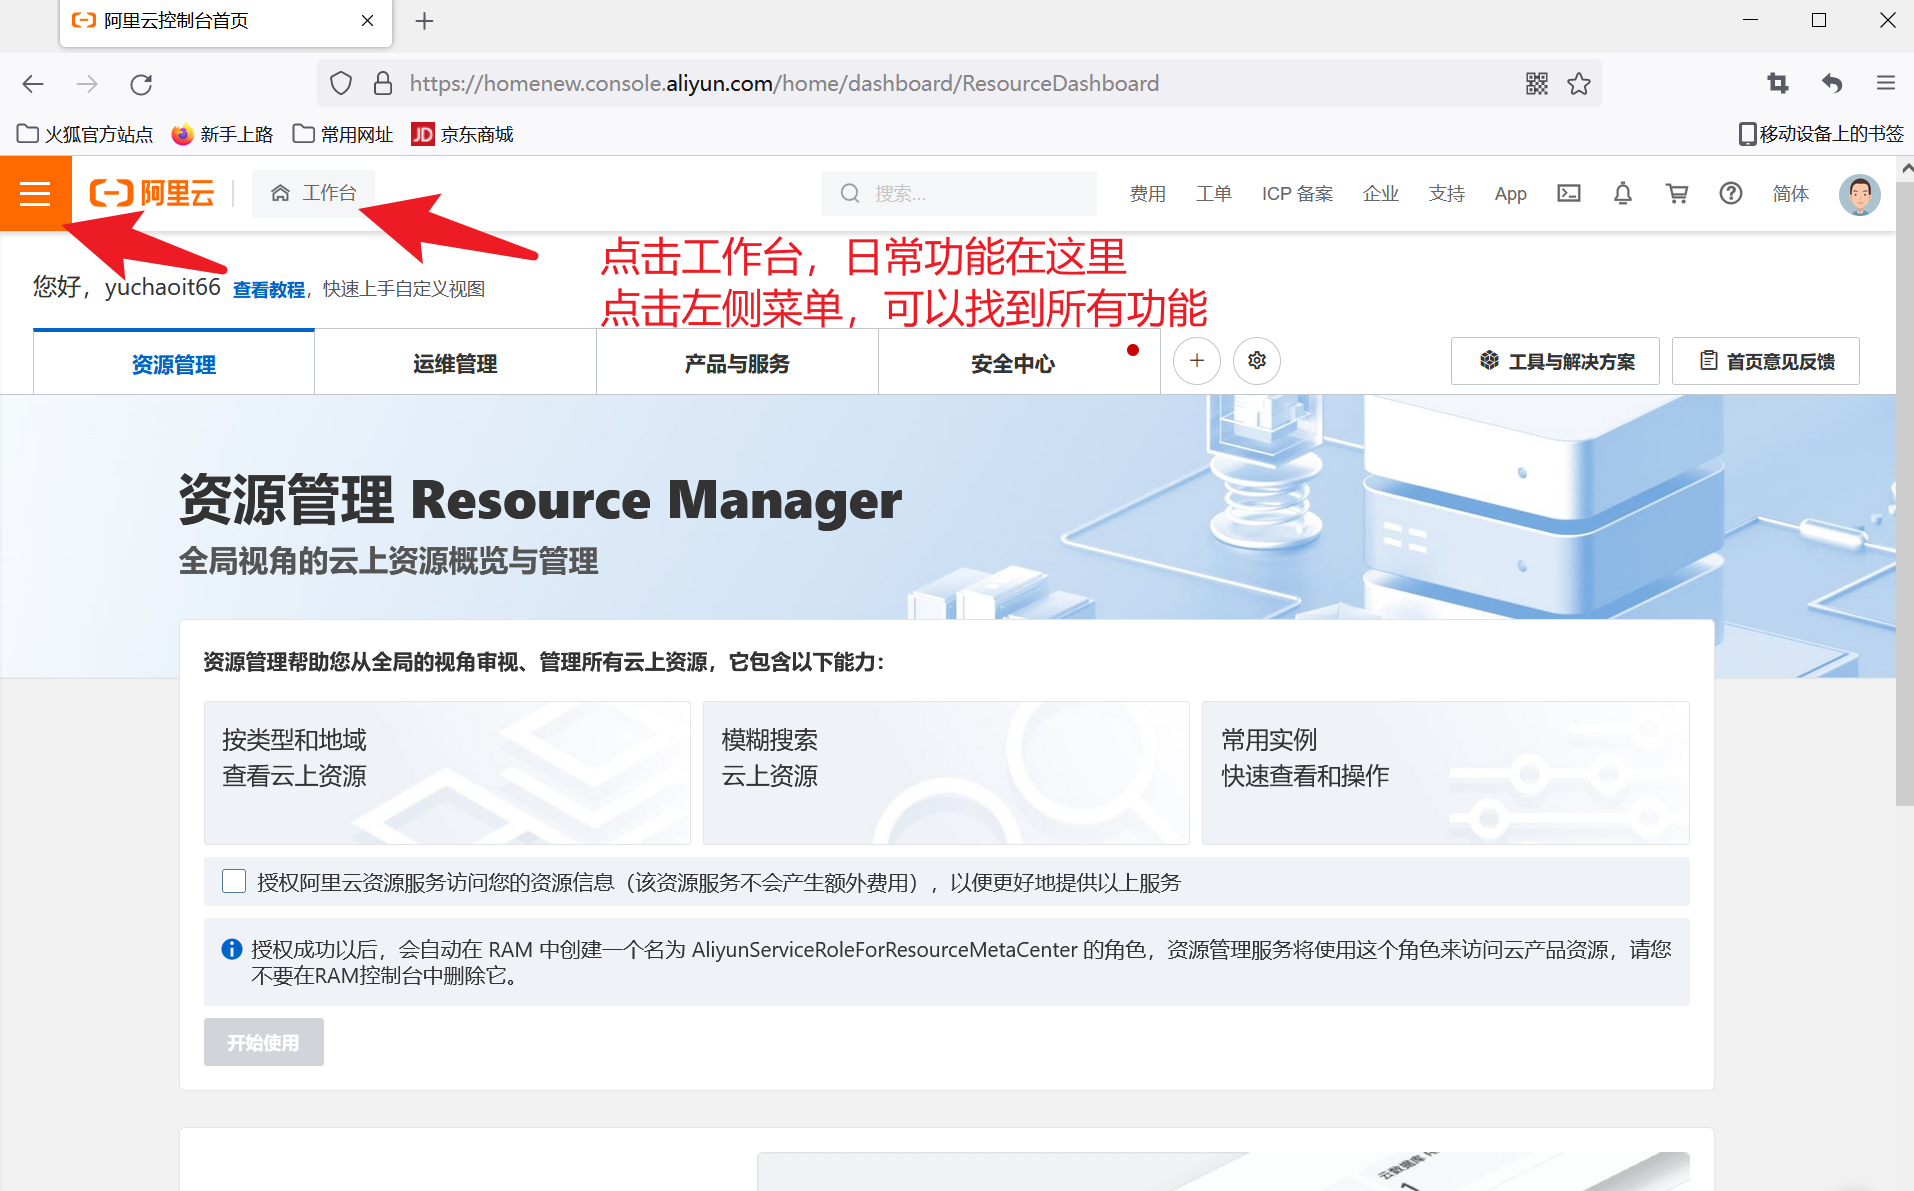 阿里云控制台首页
https://homenew.console.aliyun.com/home/dashboard/ResourceDashboard
火狐官方站点
新手上路
常用网址
JD 京东商城
移动设备上的书签
阿里云
工作台
搜索...
费用
工单
ICP 备案
企业
支持
App
简体
点击工作台，日常功能在这里
点击左侧菜单，可以找到所有功能
您好，yuchaoit66 查看教程，快速上手自定义视图
资源管理
运维管理
产品与服务
安全中心
工具与解决方案
首页意见反馈
资源管理 Resource Manager
全局视角的云上资源概览与管理
资源管理帮助您从全局的视角审视、管理所有云上资源，它包含以下能力：
按类型和地域
查看云上资源
模糊搜索
云上资源
常用实例
快速查看和操作
授权阿里云资源服务访问您的资源信息（该资源服务不会产生额外费用），以便更好地提供以上服务
授权成功以后，会自动在 RAM 中创建一个名为 AliyunServiceRoleForResourceMetaCenter 的角色，资源管理服务将使用这个角色来访问云产品资源，请您
不要在RAM控制台中删除它。
开始使用
云数据库